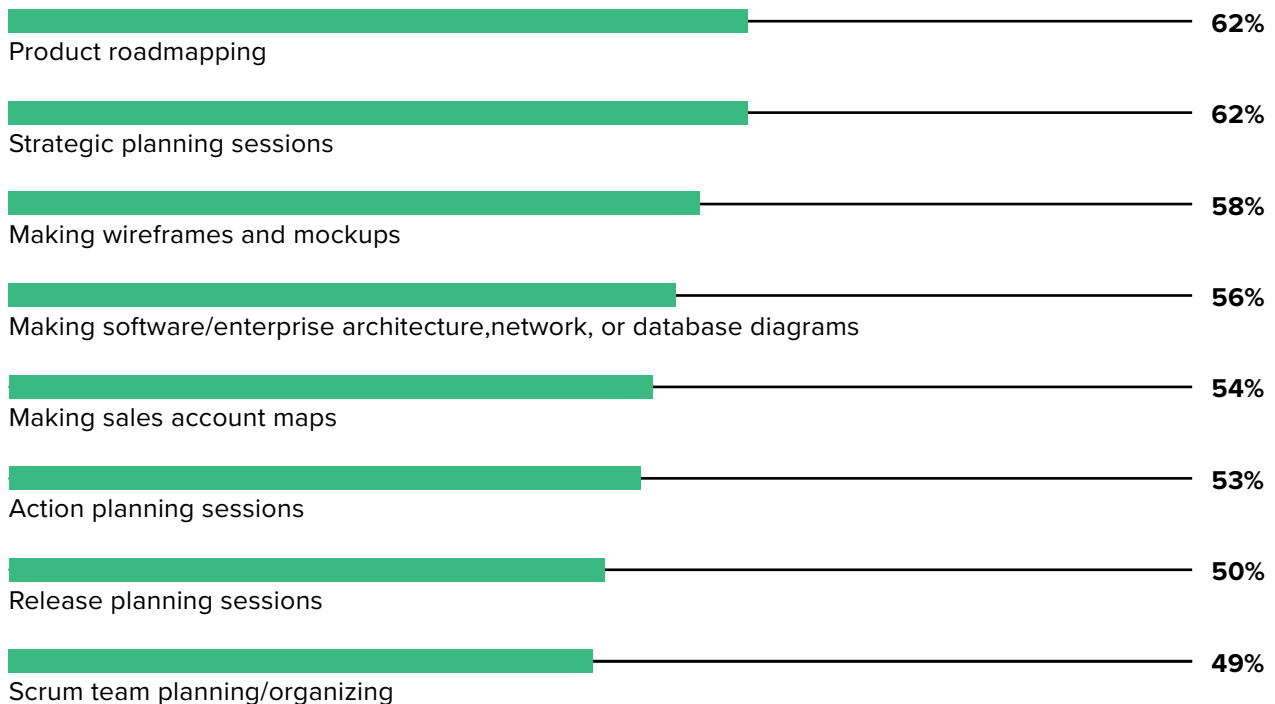 62%
Product roadmapping
62%
Strategic planning sessions
58%
Making wireframes and mockups
56%
Making software/enterprise architecture,network, or database diagrams
54%
Making sales account maps
53%
Action planning sessions
50%
Release planning sessions
49%
Scrum team planning/organizing